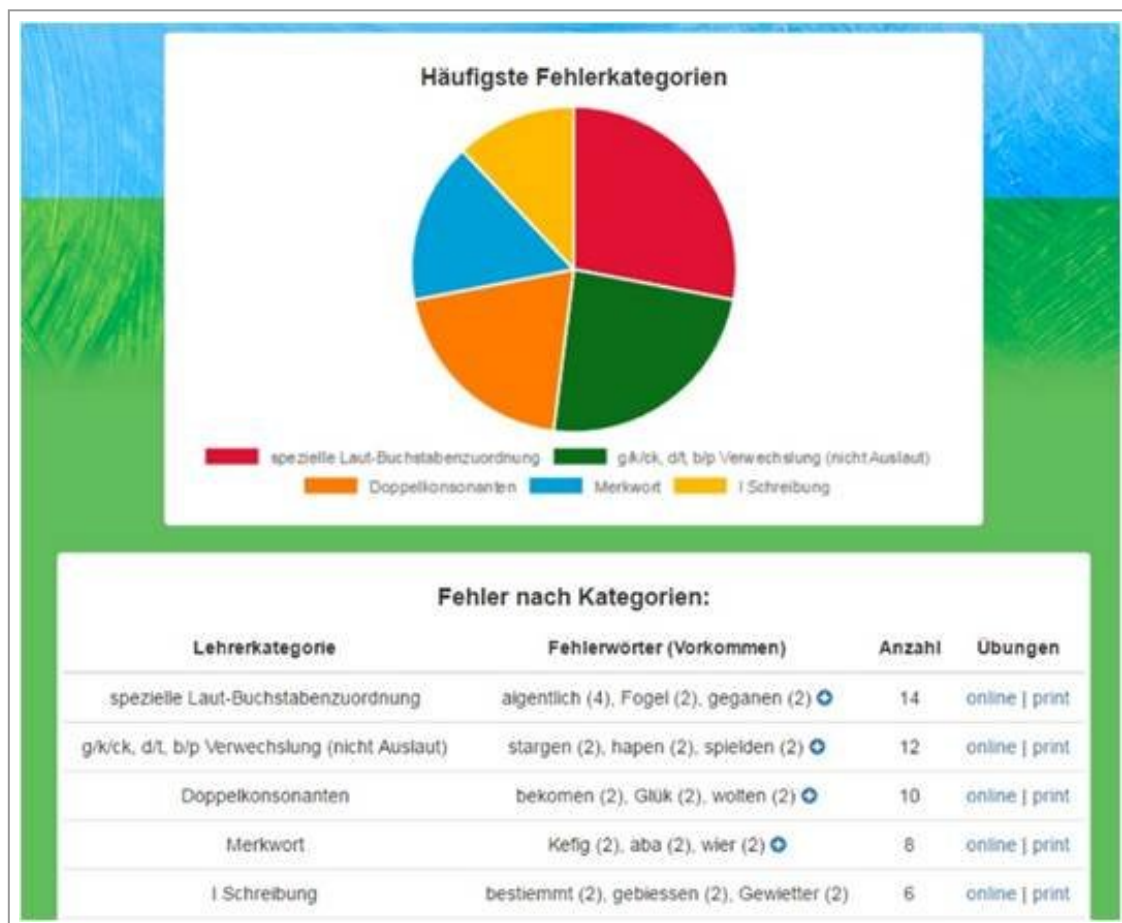 Häufigste Fehlerkategorien
spezielle Laut-Buchstabenzuordnung g/k/ck, d/t, b/p Verwechslung (nicht Auslaut)
Doppelkonsonanten Merkwort I Schreibung
Fehler nach Kategorien:
Lehrerkategorie Fehlerwörter (Vorkommen) Anzahl Übungen
spezielle Laut-Buchstabenzuordnung aigentlich (4), Fogel (2), geganen (2) 14 online | print
g/k/ck, d/t, b/p Verwechslung (nicht Auslaut) stargen (2), hapen (2), spielden (2) 12 online | print
Doppelkonsonanten bekomen (2), Glük (2), wolten (2) 10 online | print
Merkwort Kefig (2), aba (2), wier (2) 8 online | print
I Schreibung bestiemmt (2), gebiessen (2), Gewietter (2) 6 online | print